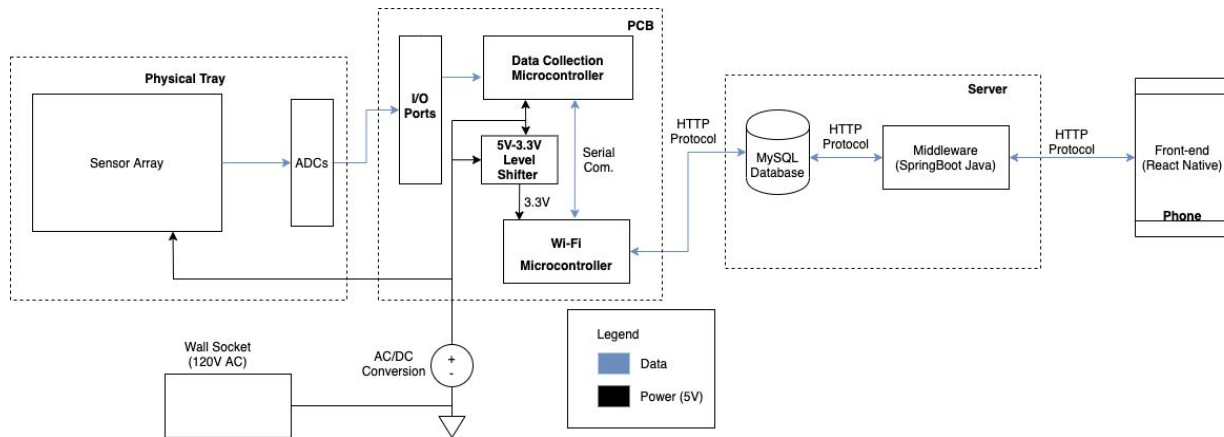 Physical Tray
Sensor Array
ADCs
PCB
I/O
Ports
Data Collection
Microcontroller
5V-3.3V
Level
Shifter
Serial
Com.
3.3V
Wi-Fi
Microcontroller
HTTP
Protocol
Server
MySQL
Database
HTTP
Protocol
Middleware
(SpringBoot Java)
HTTP
Protocol
Front-end
(React Native)
Phone
Wall Socket
(120V AC)
AC/DC
Conversion
+
-
Legend
Data
Power (5V)